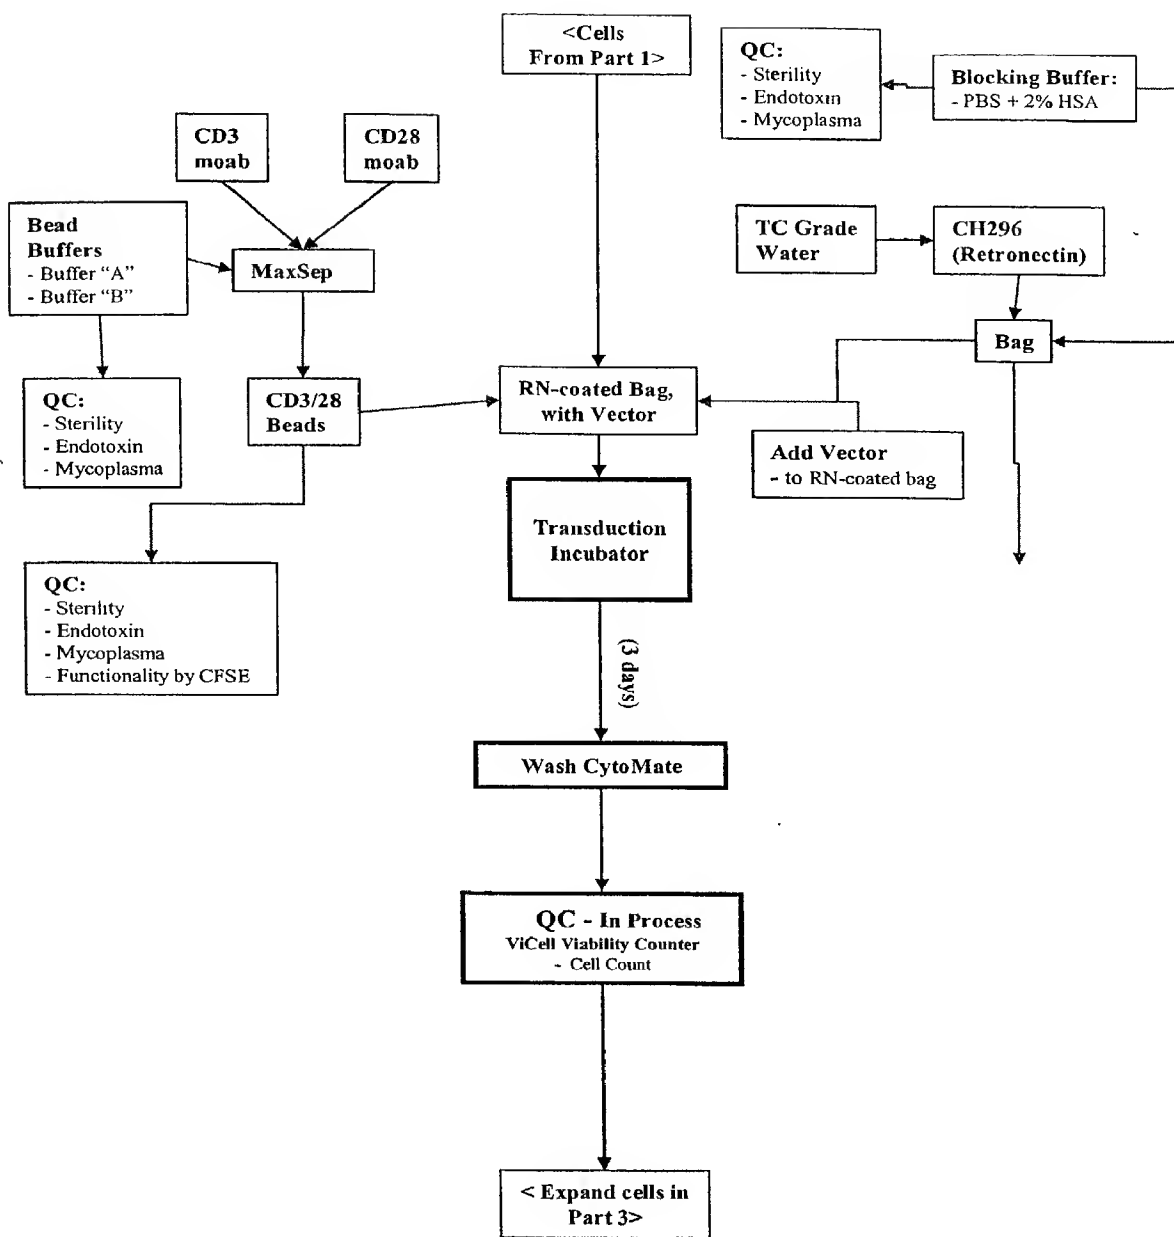 <Cells
From Part 1>
QC:
- Sterility
- Endotoxin
- Mycoplasma
Blocking Buffer:
- PBS + 2% HSA
CD3
moab
CD28
moab
Bead
Buffers
- Buffer “A”
- Buffer “B”
MaxSep
TC Grade
Water
CH296
(Retronectin)
Bag
QC:
- Sterility
- Endotoxin
- Mycoplasma
CD3/28
Beads
RN-coated Bag,
with Vector
Add Vector
- to RN-coated bag
Transduction
Incubator
QC:
- Sterility
- Endotoxin
- Mycoplasma
- Functionality by CFSE
(3 days)
Wash CytoMate
QC - In Process
ViCell Viability Counter
- Cell Count
< Expand cells in
Part 3>